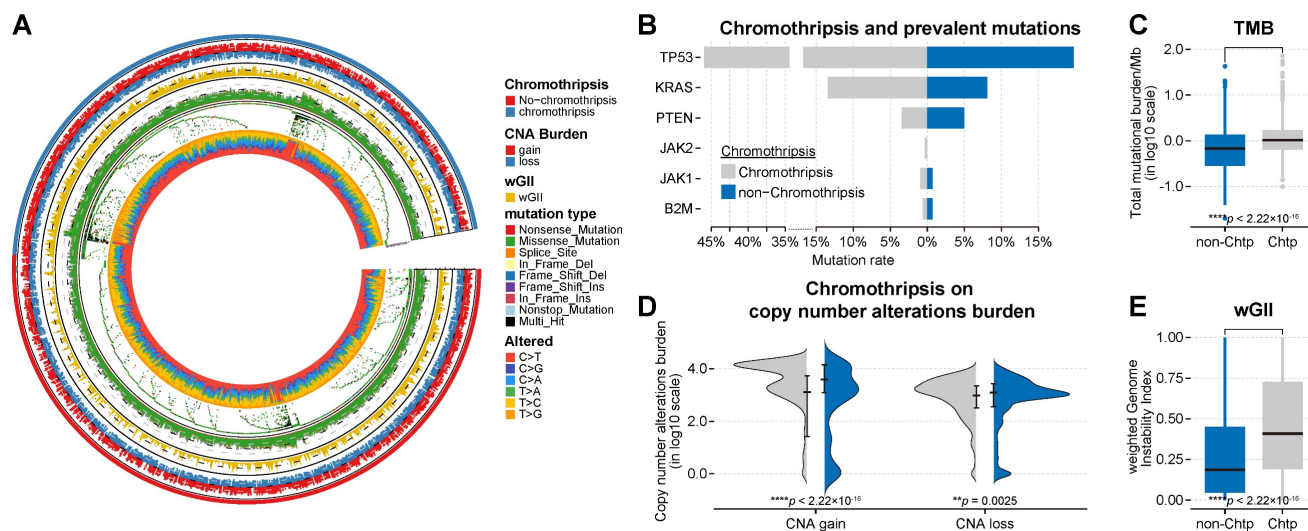 A
Chromothripsis
No-chromothripsis
chromothripsis
CNA Burden
gain
loss
wGII
wGII
mutation type
Nonsense_Mutation
Missense_Mutation
Splice_Site
In_Frame_Del
Frame_Shift_Del
Frame_Shift_Ins
In_Frame_Ins
Nonstop_Mutation
Multi_Hit
Altered
C>T
C>G
C>A
T>A
T>C
T>G
B
Chromothripsis and prevalent mutations
TP53
KRAS
PTEN
JAK2
JAK1
B2M
Chromothripsis
Chromothripsis
non-Chromothripsis
45% 40% 35% 15% 10% 5% 0% 5% 10% 15%
Mutation rate
C
TMB
Total mutational burden/Mb
(in log10 scale)
1.0
0.0
-1.0
****p < 2.22×10-16
non-Chtp Chtp
D
Chromothripsis on
copy number alterations burden
Copy number alterations burden
(in log10 scale)
4.0
2.0
0.0
****p < 2.22×10-16 **p = 0.0025
CNA gain CNA loss
E
wGII
weighted Genome
Instability Index
1.00
0.75
0.50
0.25
0.00
****p < 2.22×10-16
non-Chtp Chtp